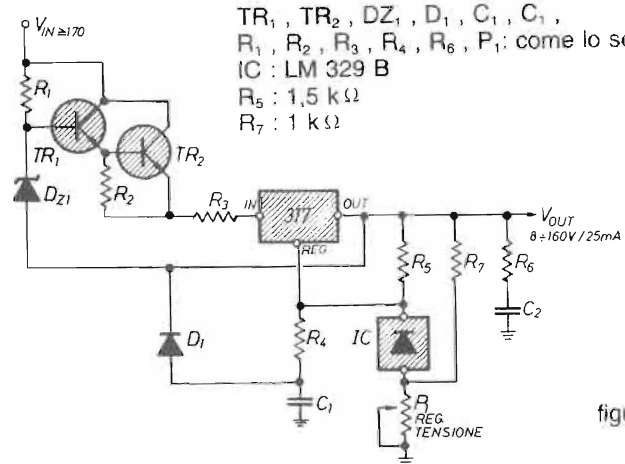 TR₁ , TR₂ , DZ₁ , D₁ , C₁ , C₁ ,
R₁ , R₂ , R₃ , R₄ , R₆ , P₁: come lo
IC : LM 329 B
R₅ : 1,5 kΩ
R₇ : 1 kΩ
V_IN ≥170
R₁
TR₁
TR₂
R₂
DZ1
R₃
IN
317
OUT
REG
V_OUT
8÷160V/25mA
R₅
R₇
R₆
C₂
D₁
R₄
IC
C₁
P₁
REG.
TENSIONE